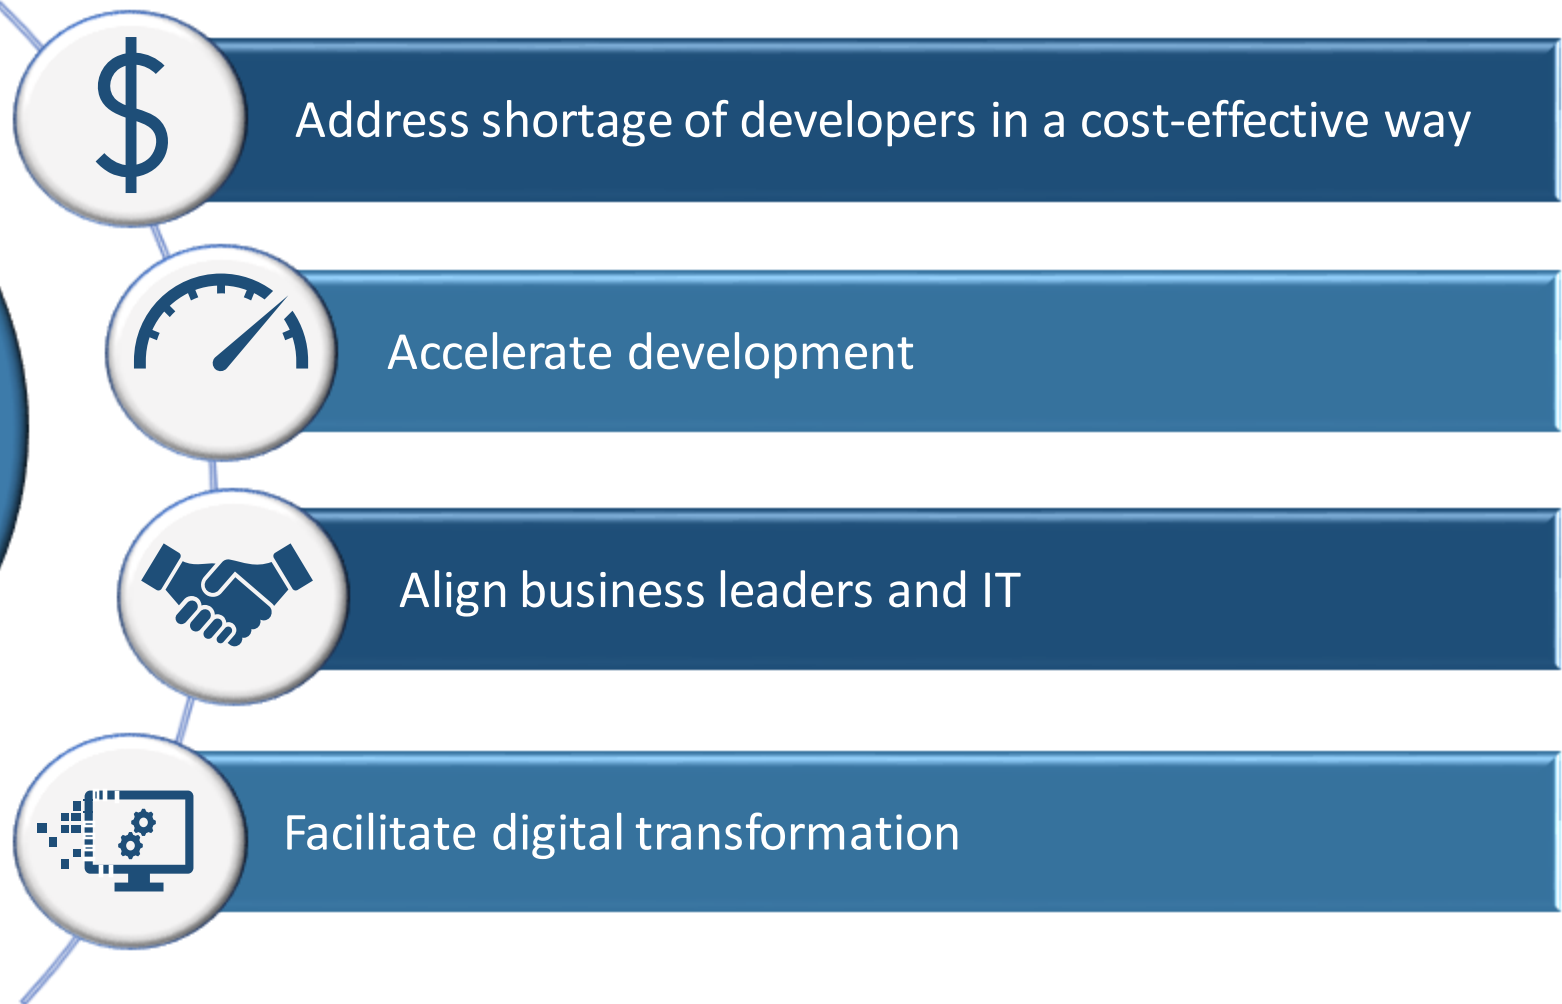 Address shortage of developers in a cost-effective way
Accelerate development
Align business leaders and IT
Facilitate digital transformation